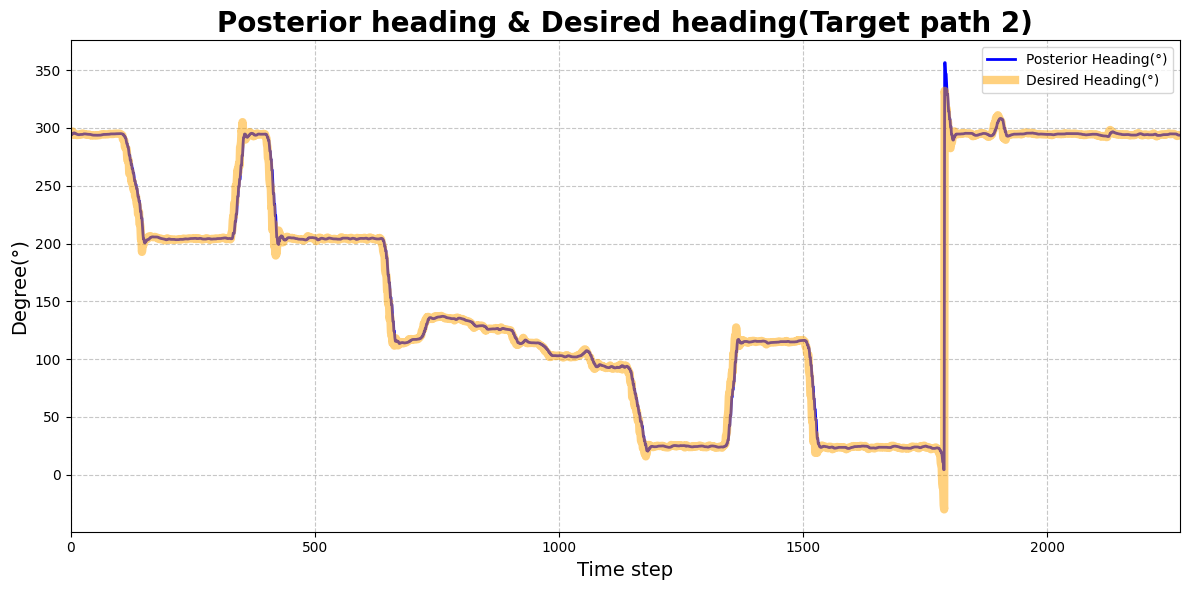 Posterior heading & Desired heading(Target path 2)
Posterior Heading(°)
Desired Heading(°)
Degree(°)
350
300
250
200
150
100
50
0
0 500 1000 1500 2000
Time step